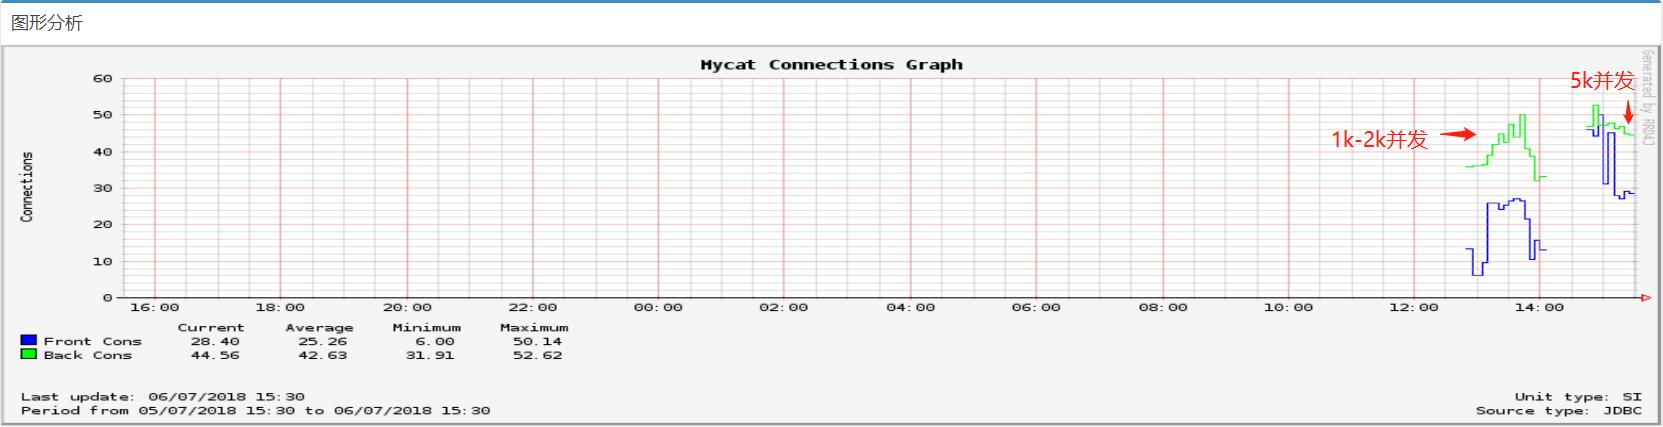 图形分析
Mycat Connections Graph
Generated by RRD4J
5k并发
1k-2k并发
Connections
60
50
40
30
20
10
0
16:00 18:00 20:00 22:00 00:00 02:00 04:00 06:00 08:00 10:00 12:00 14:00
Current Average Minimum Maximum
Front Cons 28.40 25.26 6.00 50.14
Back Cons 44.56 42.63 31.91 52.62
Last update: 06/07/2018 15:30
Period from 05/07/2018 15:30 to 06/07/2018 15:30
Unit type: SI
Source type: JDBC